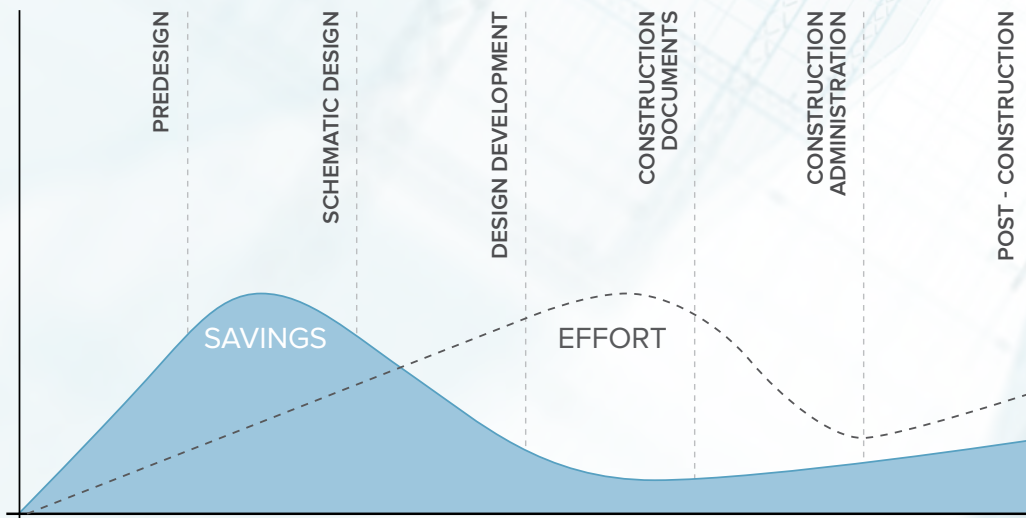 PREDESIGN
SCHEMATIC DESIGN
DESIGN DEVELOPMENT
CONSTRUCTION
DOCUMENTS
CONSTRUCTION
ADMINISTRATION
POST - CONSTRUCTION
SAVINGS
EFFORT